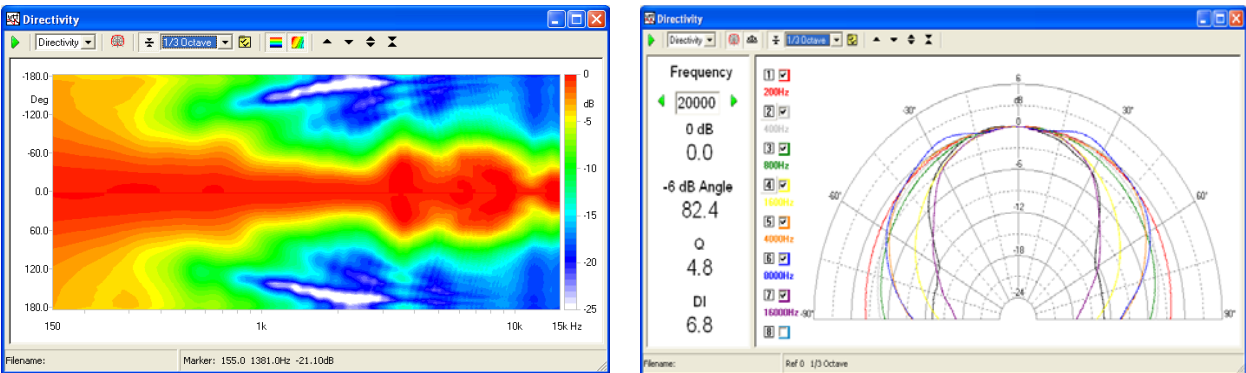 Directivity
Directivity
1/3 Octave
-180.0
Deg
-120.0
-60.0
0.0
60.0
120.0
180.0
150
1k
10k
15k Hz
0
dB
-5
-10
-15
-20
-25
Filename:
Marker: 155.0 1381.0Hz -21.10dB
Directivity
Directivity
1/3 Octave
Frequency
20000
0 dB
0.0
-6 dB Angle
82.4
Q
4.8
DI
6.8
1
200Hz
2
400Hz
3
800Hz
4
1600Hz
5
4000Hz
6
8000Hz
7
16000Hz
8
6
dB
0
-6
-12
-18
-24
-30°
30°
-60°
60°
-90°
90°
Filename:
Ref 0 1/3 Octave